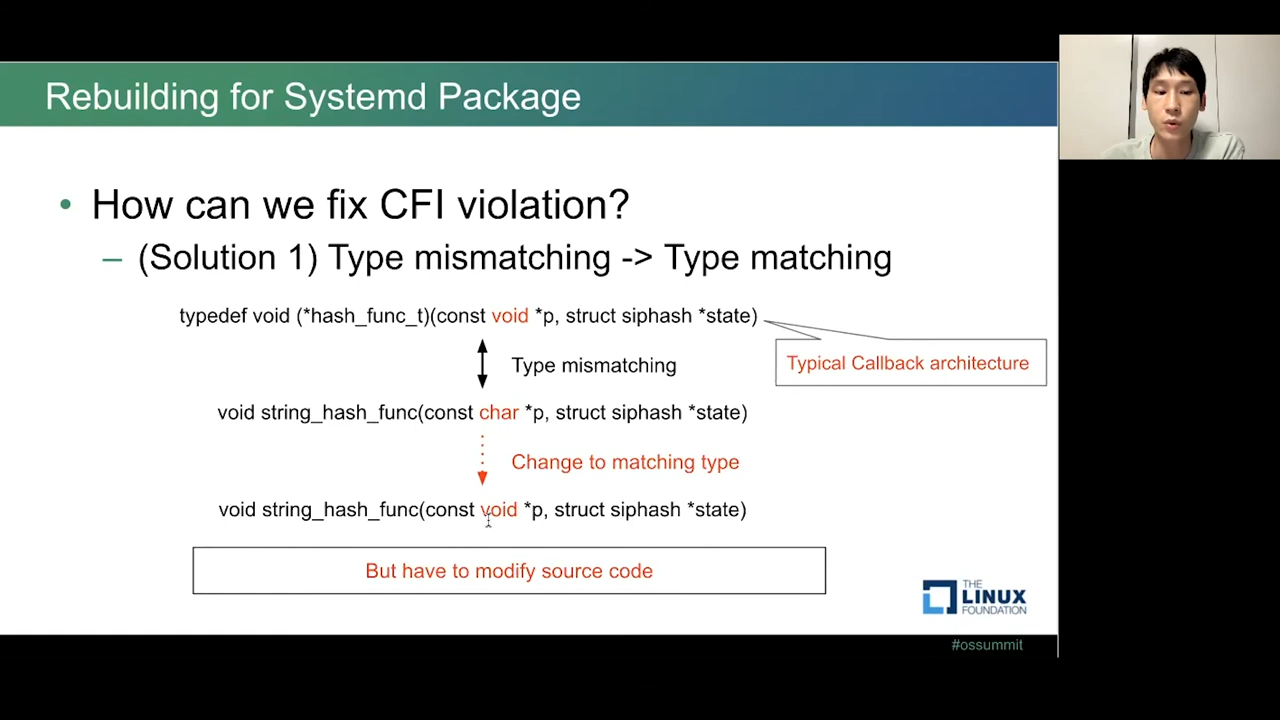 Rebuilding for Systemd Package
• How can we fix CFI violation?
– (Solution 1) Type mismatching -> Type matching
typedef void (*hash_func_t)(const void *p, struct siphash *state)
Typical Callback architecture
Type mismatching
void string_hash_func(const char *p, struct siphash *state)
Change to matching type
void string_hash_func(const void *p, struct siphash *state)
But have to modify source code
THE
LINUX
FOUNDATION
#ossummit